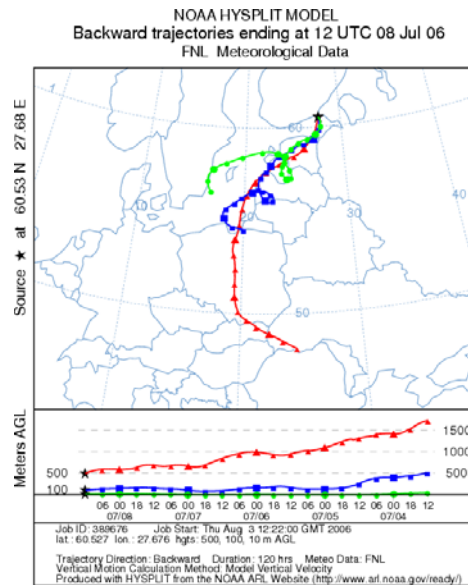 NOAA HYSPLIT MODEL
Backward trajectories ending at 12 UTC 08 Jul 06
FNL Meteorological Data
Source ★ at 60.53 N 27.68 E
60
10
20
30
40
50
Meters AGL
1500
1000
500
500
100
06 00 18 12 06 00 18 12 06 00 18 12 06 00 18 12 06 00 18 12
07/08 07/07 07/06 07/05 07/04
Job ID: 389676 Job Start: Thu Aug 3 12:22:00 GMT 2006
lat.: 60.527 lon.: 27.676 hgts: 500, 100, 10 m AGL
Trajectory Direction: Backward Duration: 120 hrs Meteo Data: FNL
Vertical Motion Calculation Method: Model Vertical Velocity
Produced with HYSPLIT from the NOAA ARL Website (http://www.arl.noaa.gov/ready/)